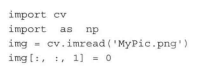 import cv
import as np
img = cv.imread('MyPic.png')
img[:, :, 1] = 0